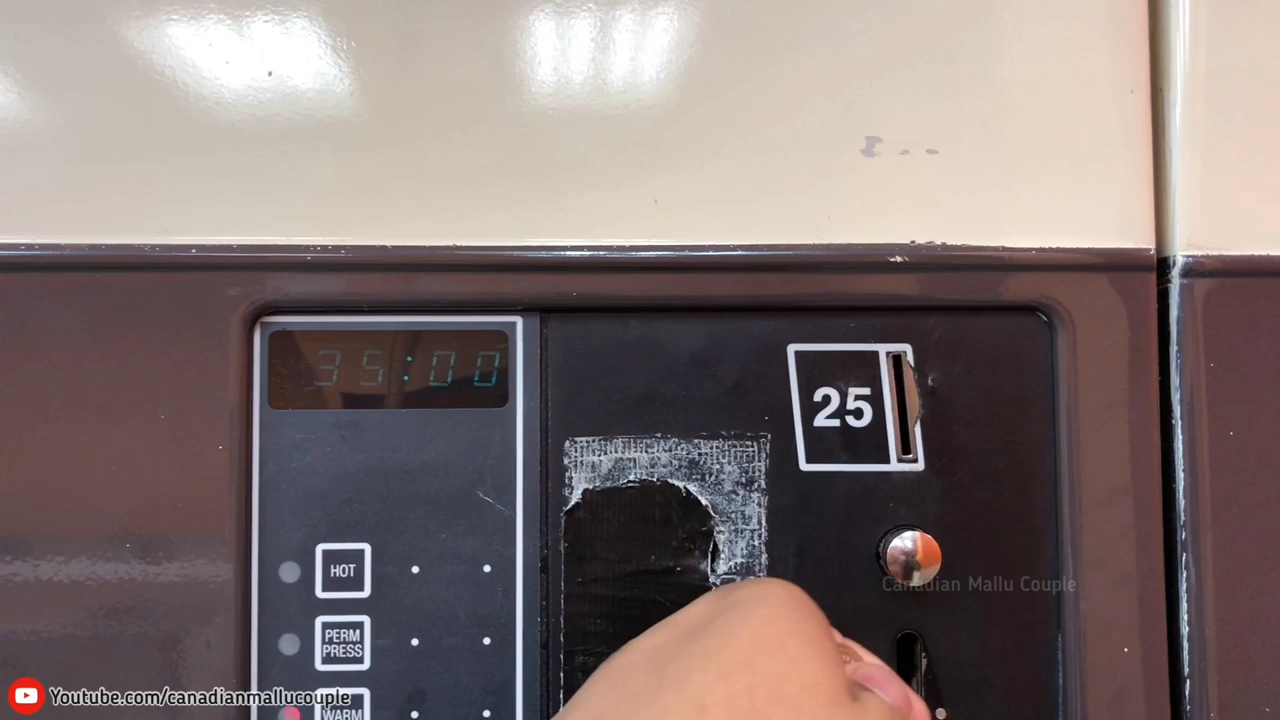 35:00
25
HOT
PERM
PRESS
WARM
Canadian Mallu Couple
Youtube.com/canadianmallucouple